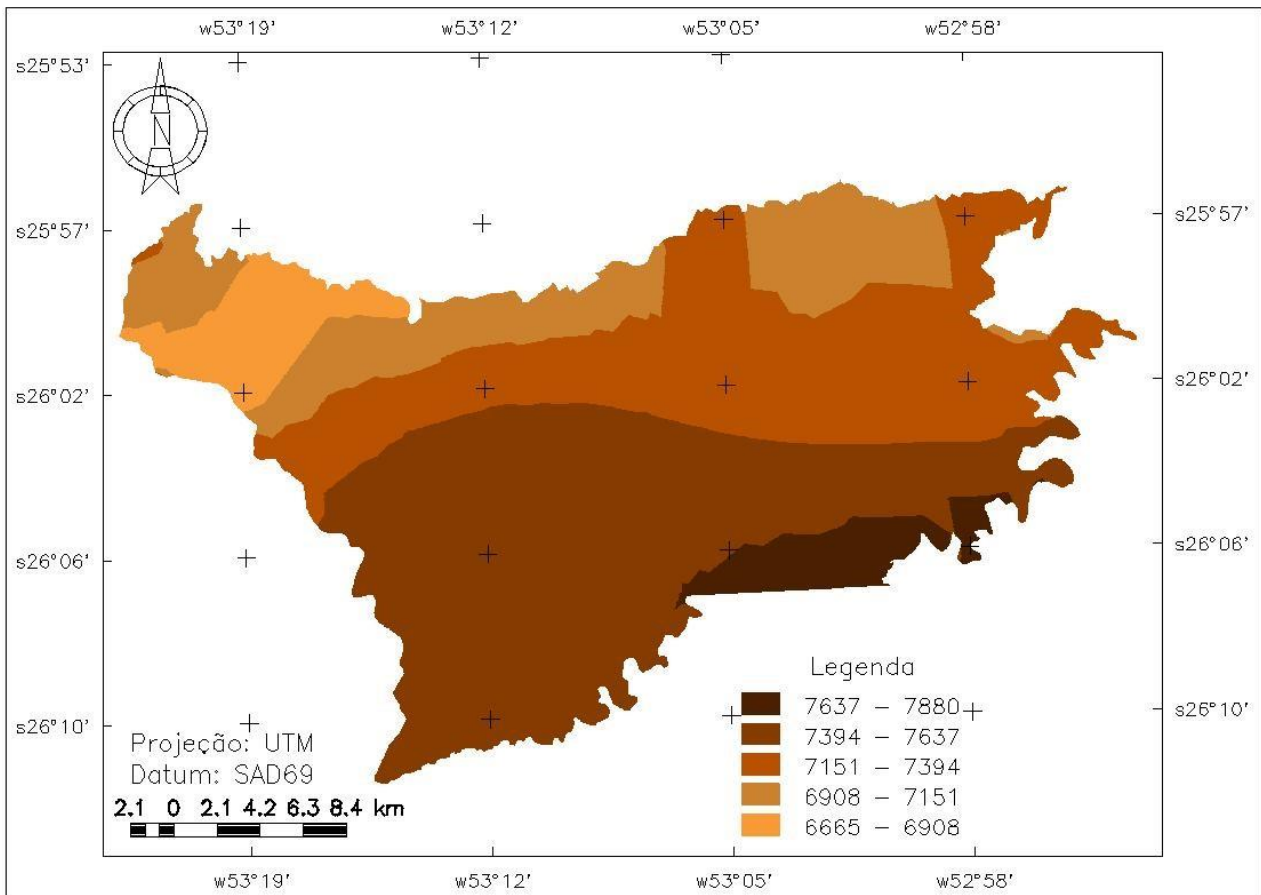 w53°19' w53°12' w53°05' w52°58'
s25°53'
N
s25°57' s25°57'
s26°02' s26°02'
s26°06' s26°06'
Legenda
7637 – 7880
s26°10' s26°10'
7394 – 7637
Projeção: UTM
7151 – 7394
Datum: SAD69
6908 – 7151
2.1 0 2.1 4.2 6.3 8.4 km
6665 – 6908
w53°19' w53°12' w53°05' w52°58'